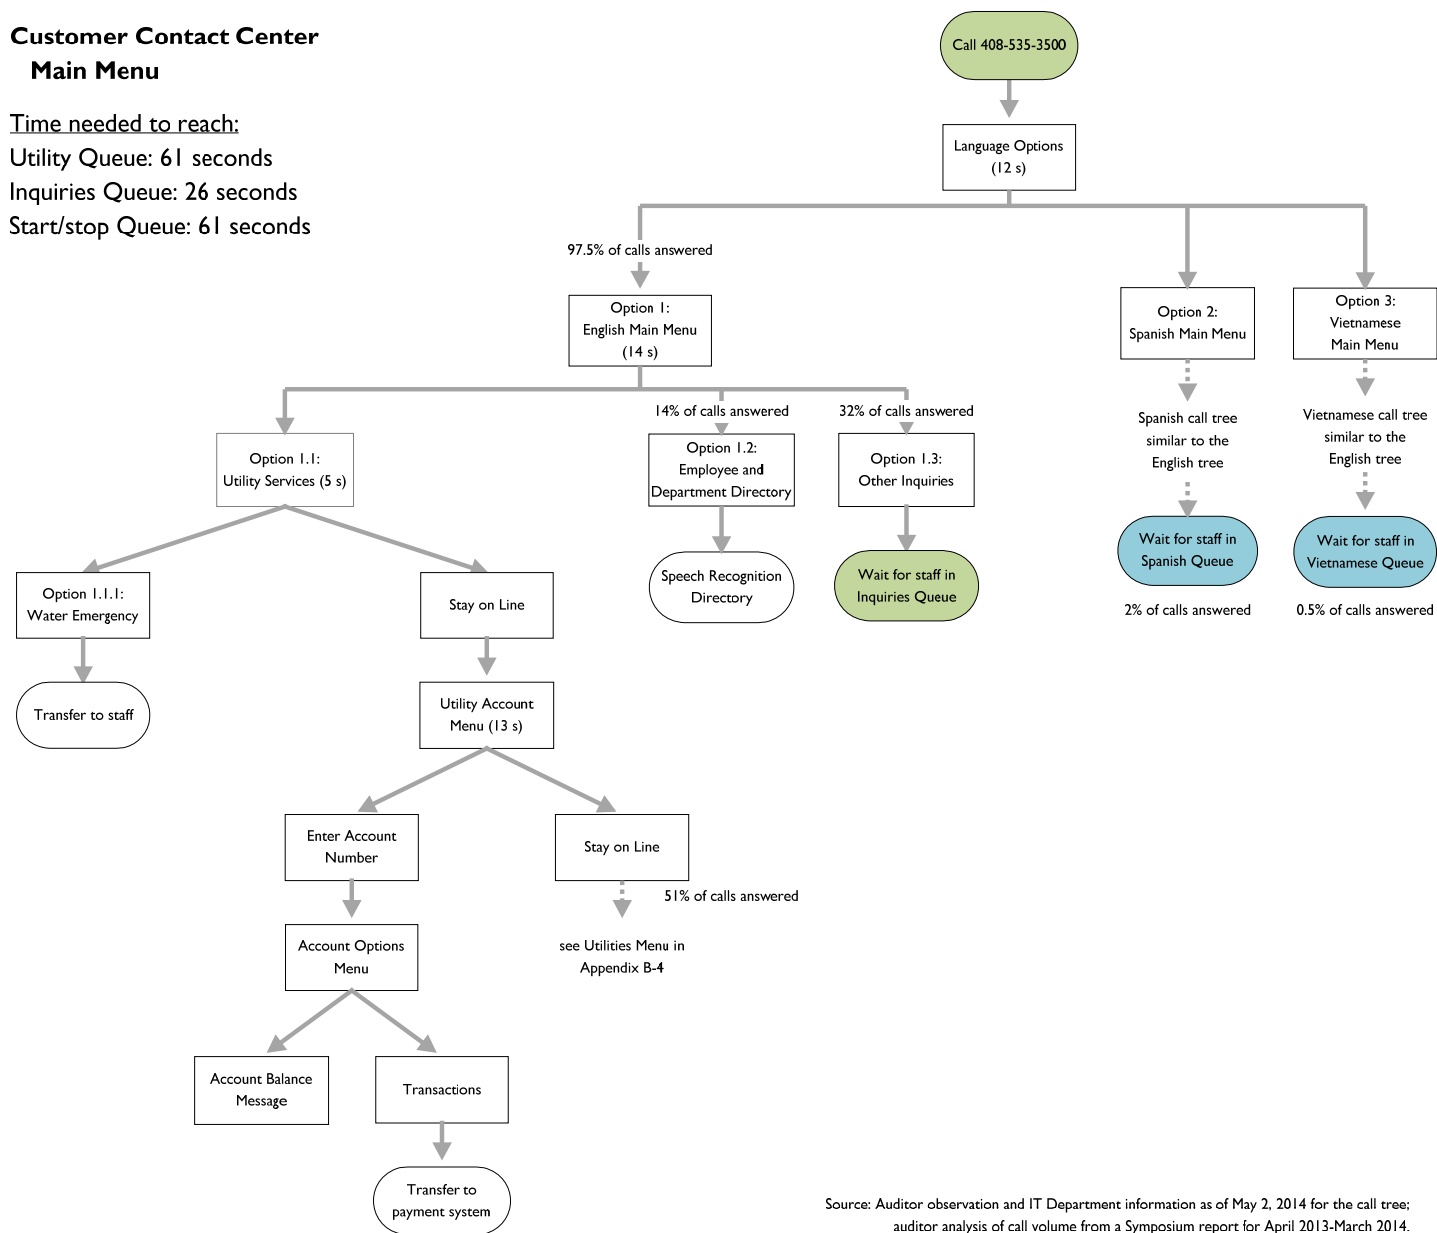 Customer Contact Center
Main Menu
Time needed to reach:
Utility Queue: 61 seconds
Inquiries Queue: 26 seconds
Start/stop Queue: 61 seconds
Call 408-535-3500
Language Options
(12 s)
97.5% of calls answered
Option 1:
English Main Menu
(14 s)
Option 2:
Spanish Main Menu
Option 3:
Vietnamese
Main Menu
14% of calls answered
32% of calls answered
Spanish call tree
similar to the
English tree
Vietnamese call tree
similar to the
English tree
Option 1.1:
Utility Services (5 s)
Option 1.2:
Employee and
Department Directory
Option 1.3:
Other Inquiries
Wait for staff in
Spanish Queue
Wait for staff in
Vietnamese Queue
2% of calls answered
0.5% of calls answered
Option 1.1.1:
Water Emergency
Stay on Line
Speech Recognition
Directory
Wait for staff in
Inquiries Queue
Transfer to staff
Utility Account
Menu (13 s)
Enter Account
Number
Stay on Line
51% of calls answered
Account Options
Menu
see Utilities Menu in
Appendix B-4
Account Balance
Message
Transactions
Transfer to
payment system
Source: Auditor observation and IT Department information as of May 2, 2014 for the call tree;
auditor analysis of call volume from a Symposium report for April 2013-March 2014.